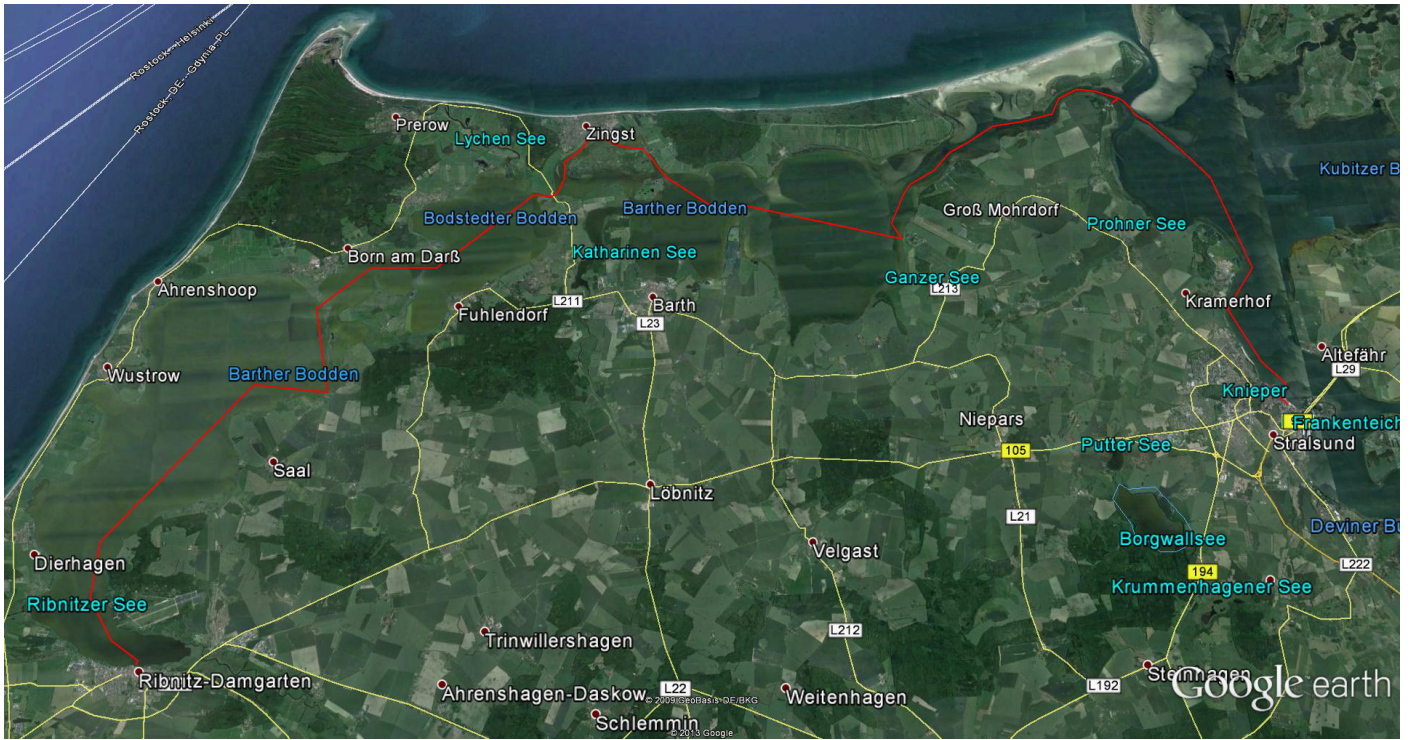 Rostock--Helsinki
Rostock-DE--Gdynia-PL
Prerow
Lychen See
Zingst
Kubitzer B
Bodstedter Bodden
Barther Bodden
Groß Mohrdorf
Prohner See
Born am Darß
Katharinen See
Ganzer See
L213
Ahrenshoop
L211
Barth
Kramerhof
Fuhlendorf
L23
Altefähr
L29
Wustrow
Barther Bodden
Knieper
Niepars
Frankenteich
Stralsund
105
Putter See
Saal
Löbnitz
L21
Deviner Bu
Borgwallsee
Velgast
Dierhagen
L222
194
Krummenhagener See
Ribnitzer See
L212
Trinwillershagen
Steinhagen
Ribnitz-Damgarten
L192
Google earth
Ahrenshagen-Daskow
L22
Weitenhagen
© 2009 GeoBasis-DE/BKG
Schlemmin
© 2013 Google